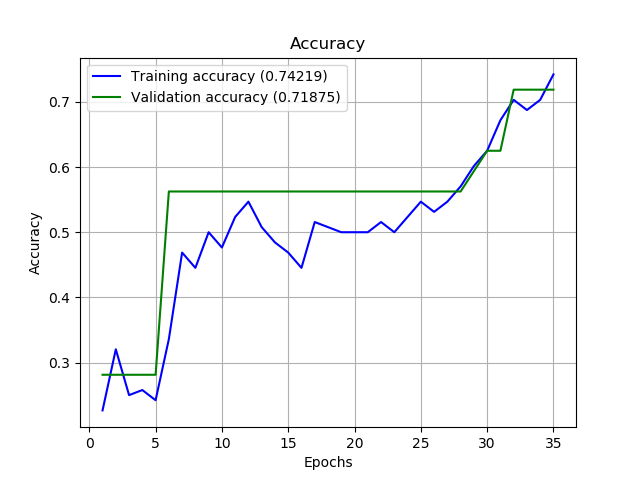 Accuracy
Training accuracy (0.74219)
Validation accuracy (0.71875)
0.7
0.6
0.5
0.4
0.3
Accuracy
0 5 10 15 20 25 30 35
Epochs